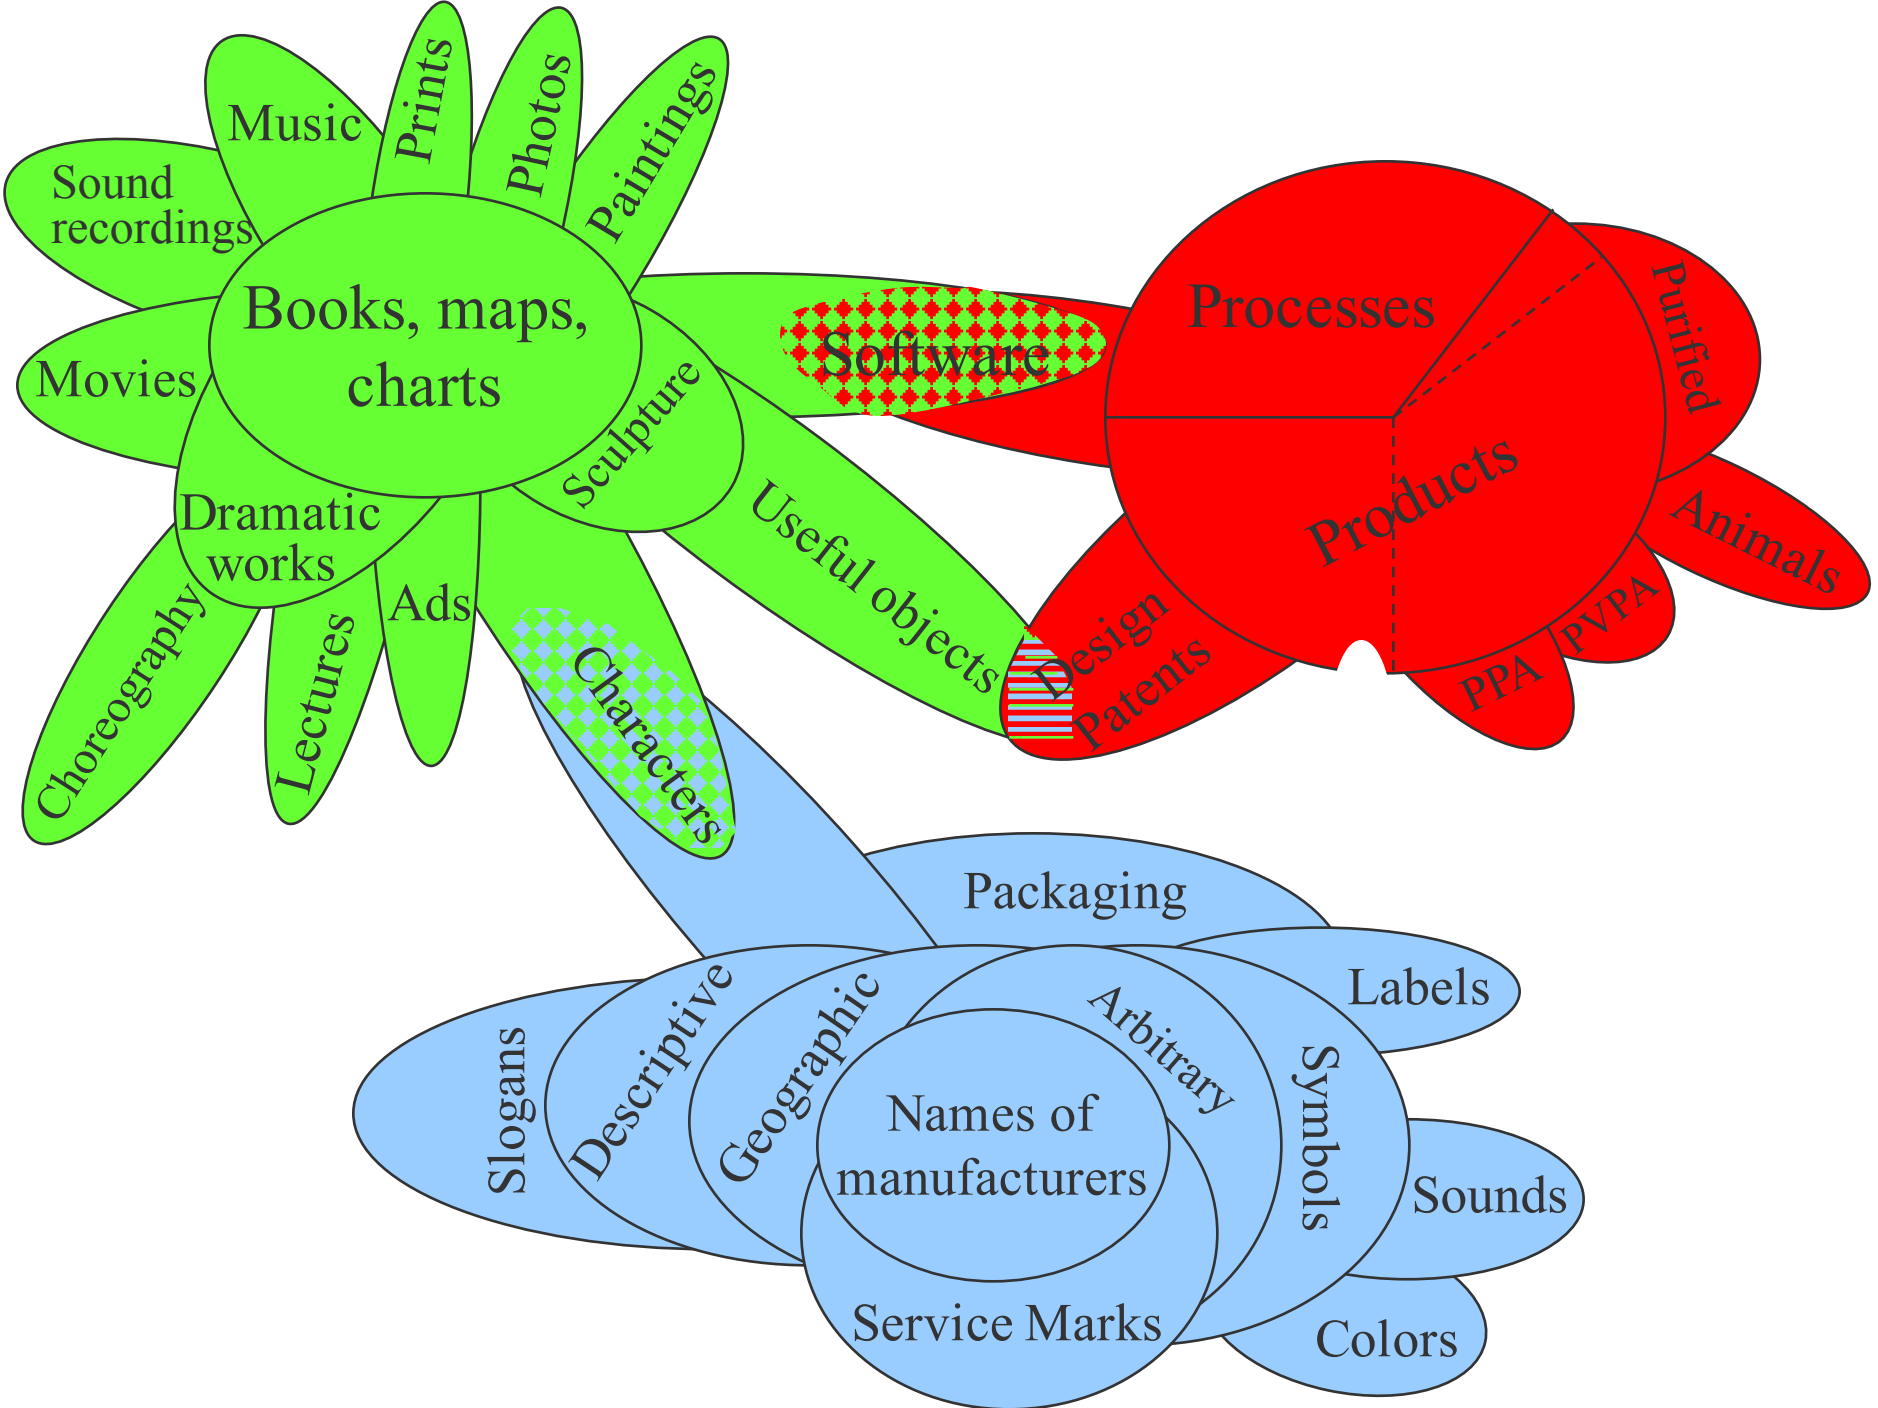 Prints
Photos
Paintings
Music
Sound
recordings
Books, maps,
charts
Movies
Sculpture
Dramatic
works
Choreography
Lectures
Ads
Characters
Useful objects
Software
Processes
Products
Purified
Animals
PVPA
PPA
Design
Patents
Packaging
Labels
Slogans
Descriptive
Geographic
Arbitrary
Symbols
Names of
manufacturers
Sounds
Service Marks
Colors